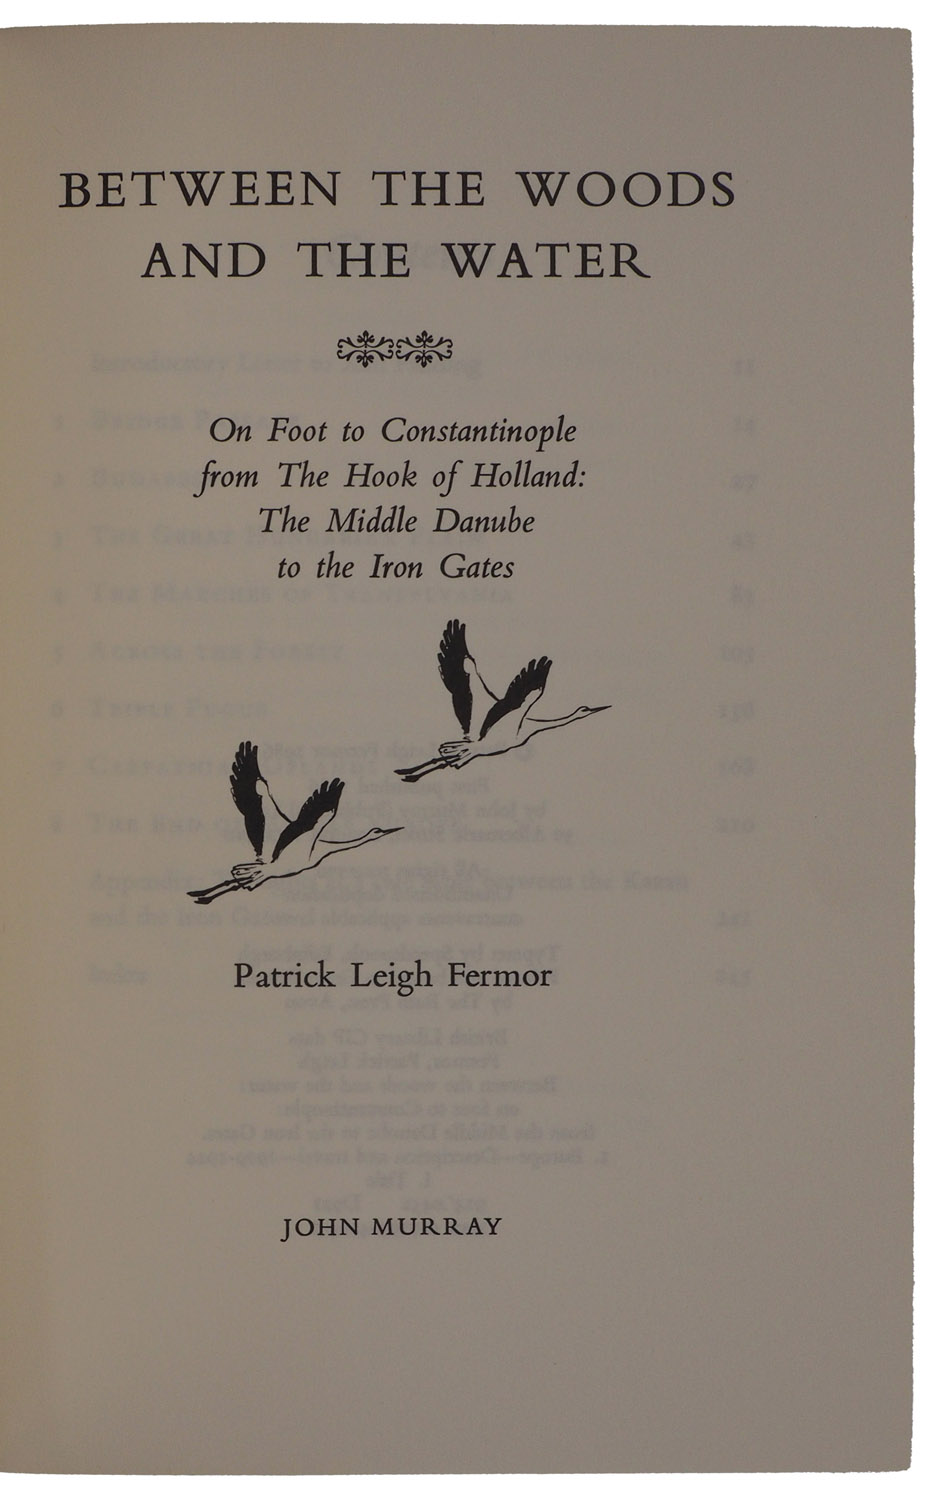 BETWEEN THE WOODS
AND THE WATER
On Foot to Constantinople
from The Hook of Holland:
The Middle Danube
to the Iron Gates
Patrick Leigh Fermor
JOHN MURRAY